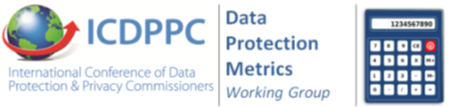 ICDPPC
International Conference of Data
Protection & Privacy Commissioners
Data
Protection
Metrics
Working Group
1234567890